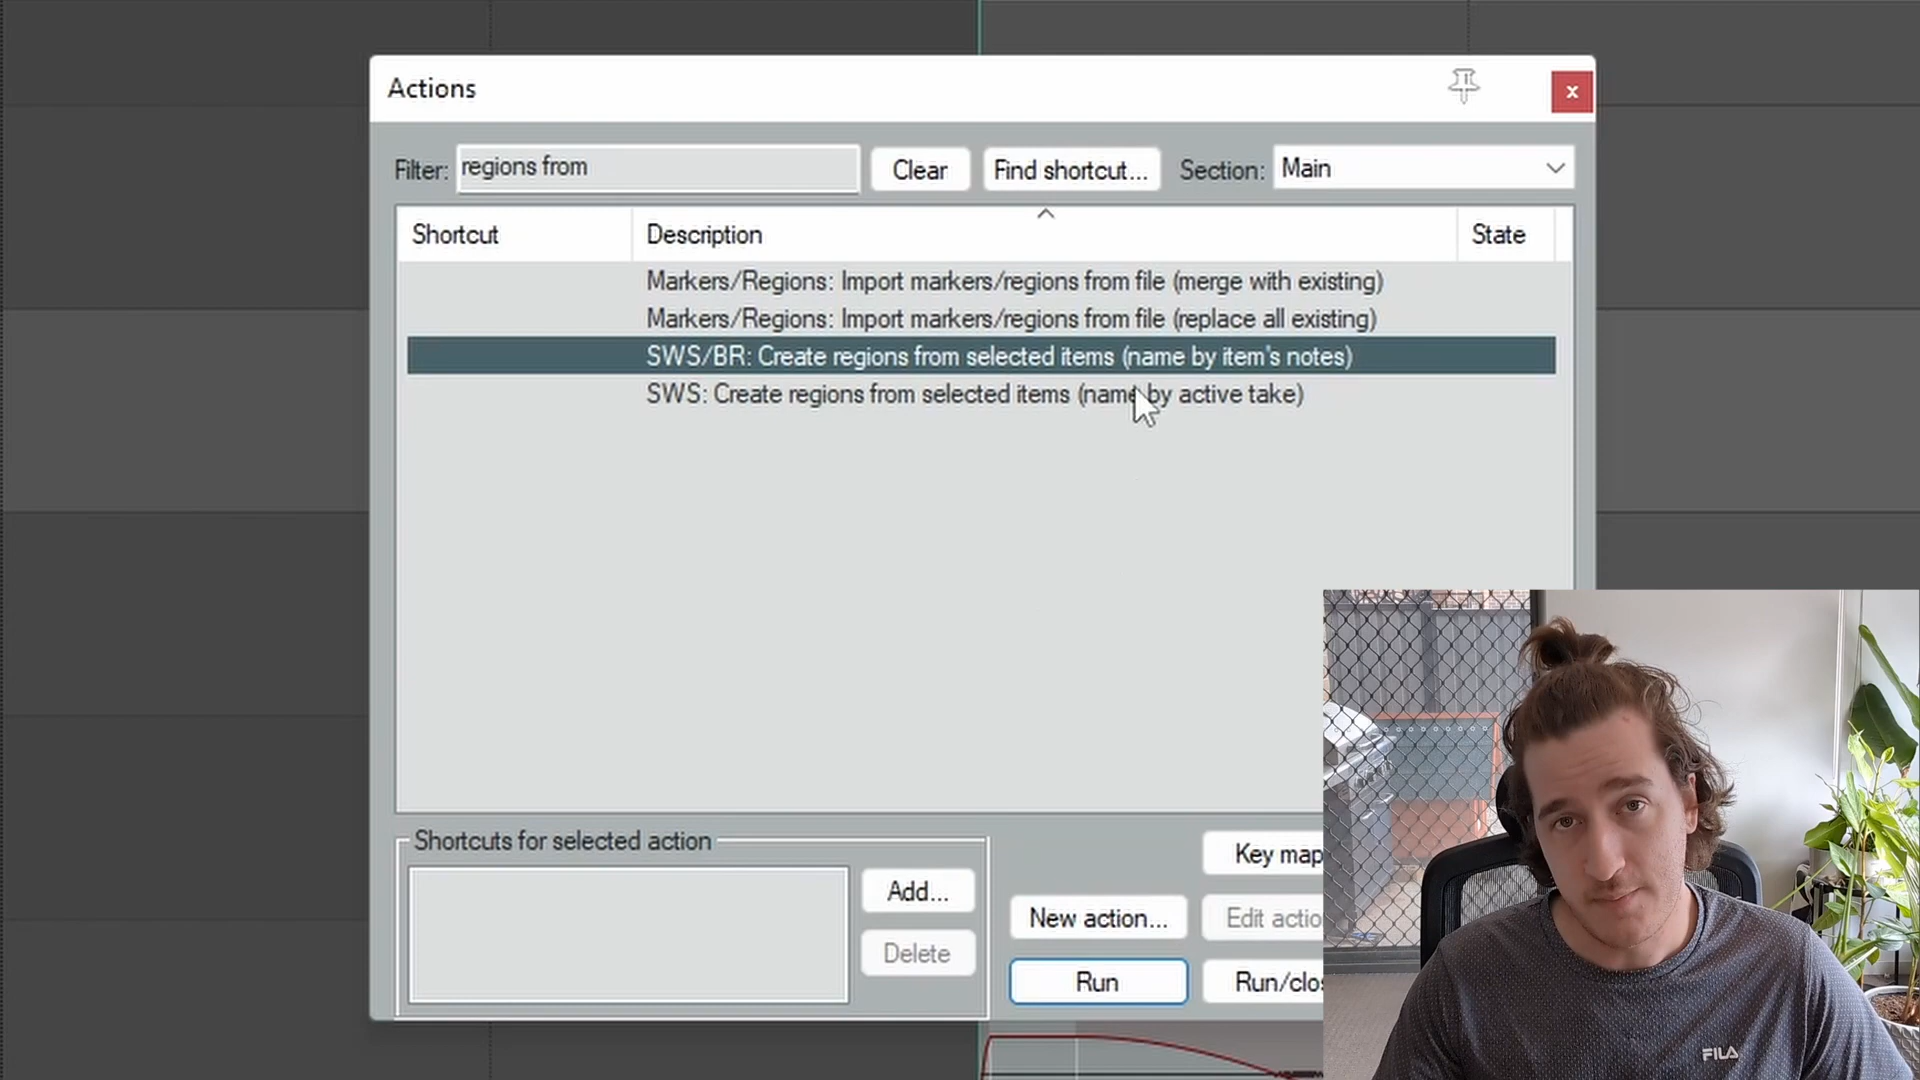 Actions
x
Filter: regions from Clear Find shortcut... Section: Main
Shortcut Description State
Markers/Regions: Import markers/regions from file (merge with existing)
Markers/Regions: Import markers/regions from file (replace all existing)
SWS/BR: Create regions from selected items (name by item's notes)
SWS: Create regions from selected items (name by active take)
Shortcuts for selected action
Key map
Add...
New action... Edit actio
Delete
Run Run/clos
FILA